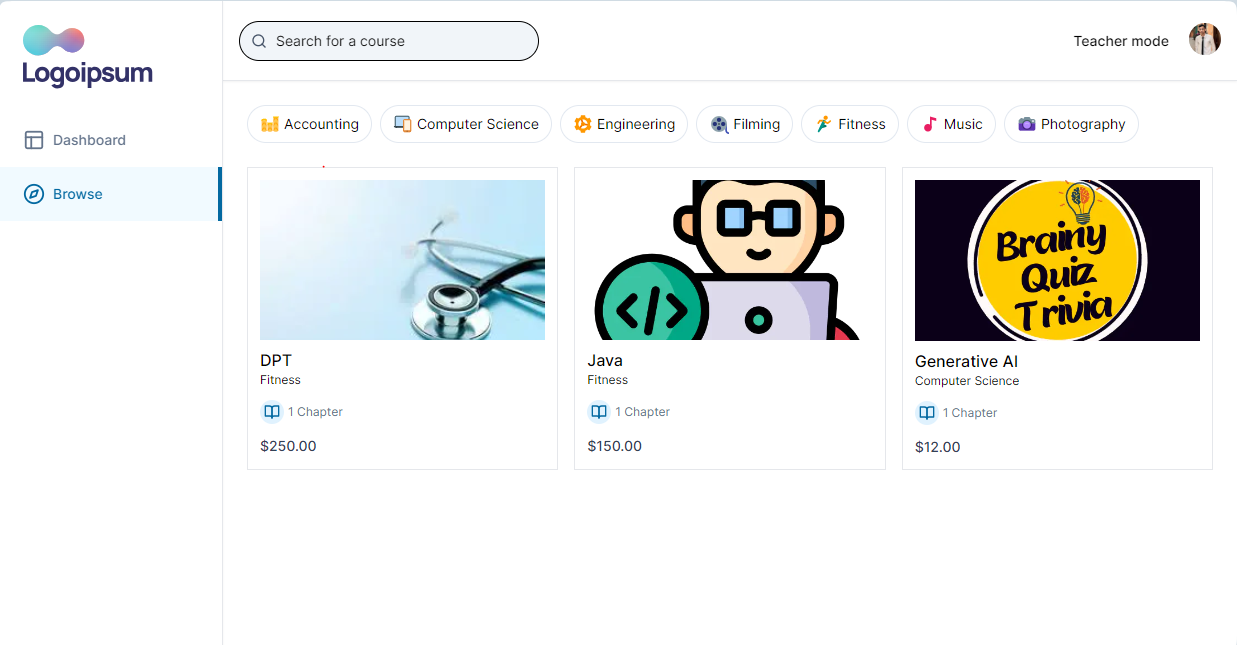 Logoipsum
Search for a course
Teacher mode
Dashboard
Browse
Accounting
Computer Science
Engineering
Filming
Fitness
Music
Photography
DPT
Fitness
1 Chapter
$250.00
</>
Java
Fitness
1 Chapter
$150.00
Brainy
Quiz
Trivia
Generative AI
Computer Science
1 Chapter
$12.00